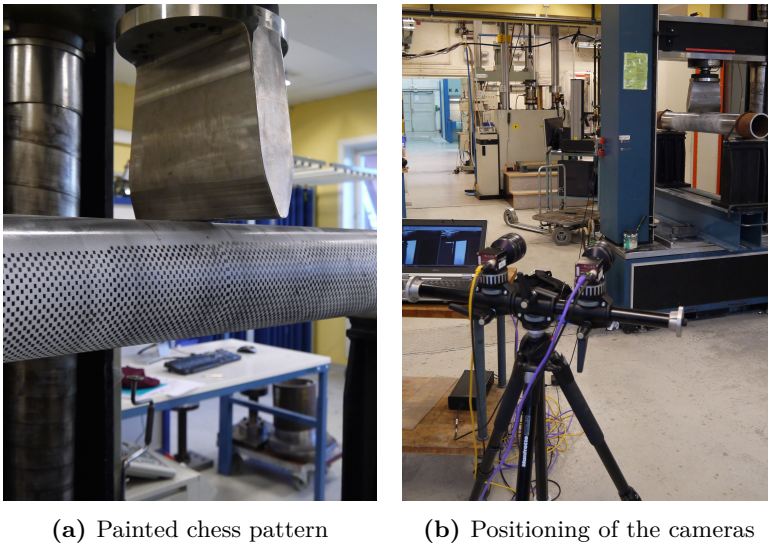 (a) Painted chess pattern
(b) Positioning of the cameras